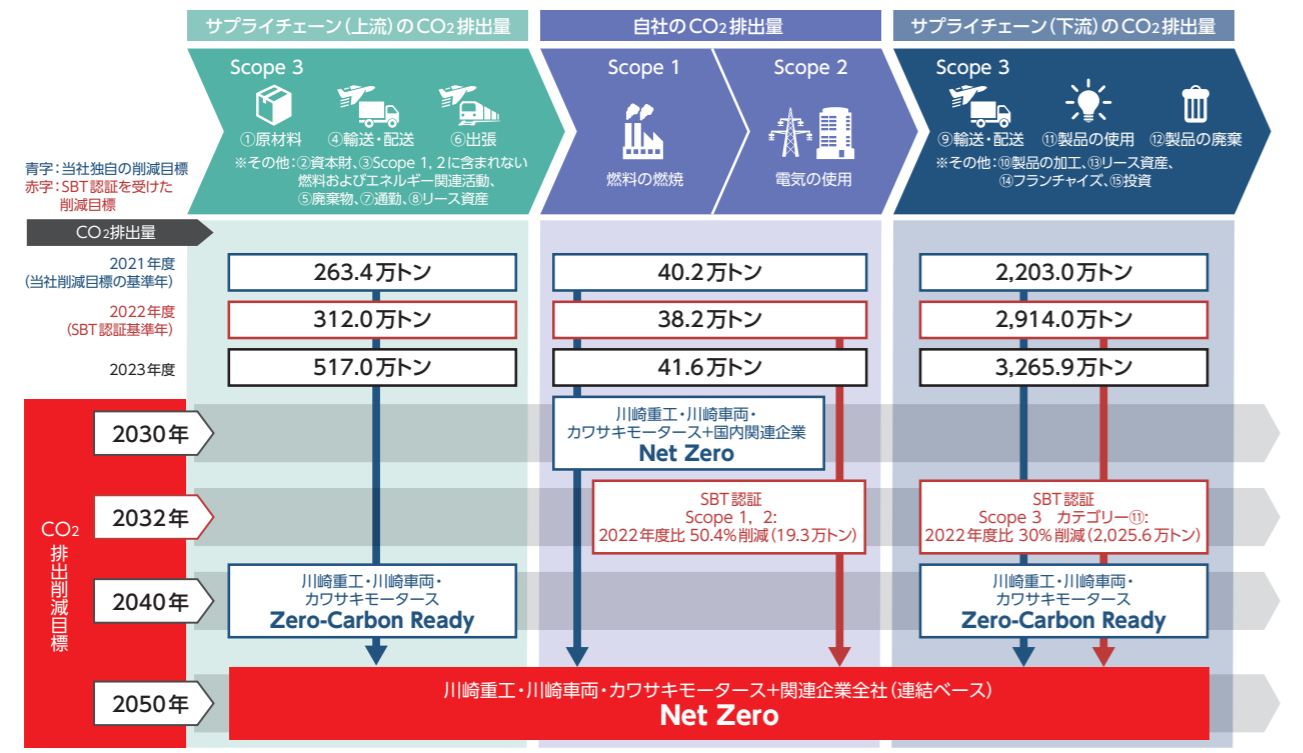 サプライチェーン(上流)のCO2排出量
自社のCO2排出量
サプライチェーン(下流)のCO2排出量
Scope 3
①原材料
④輸送・配送
⑥出張
※その他:②資本財、③Scope 1, 2に含まれない
燃料およびエネルギー関連活動、
⑤廃棄物、⑦通勤、⑧リース資産
Scope 1
燃料の燃焼
Scope 2
電気の使用
Scope 3
⑨輸送・配送
⑪製品の使用
⑫製品の廃棄
※その他:⑩製品の加工、⑬リース資産、
⑭フランチャイズ、⑮投資
青字:当社独自の削減目標
赤字:SBT認証を受けた
削減目標
CO2排出量
2021年度
(当社削減目標の基準年)
263.4万トン
40.2万トン
2,203.0万トン
2022年度
(SBT認証基準年)
312.0万トン
38.2万トン
2,914.0万トン
2023年度
517.0万トン
41.6万トン
3,265.9万トン
CO2排出削減目標
2030年
川崎重工・川崎車両・
カワサキモータース+国内関連企業
Net Zero
2032年
SBT認証
Scope 1, 2:
2022年度比 50.4%削減(19.3万トン)
SBT認証
Scope 3 カテゴリー⑪:
2022年度比 30%削減(2,025.6万トン)
2040年
川崎重工・川崎車両・
カワサキモータース
Zero-Carbon Ready
川崎重工・川崎車両・
カワサキモータース
Zero-Carbon Ready
2050年
川崎重工・川崎車両・カワサキモータース+関連企業全社(連結ベース)
Net Zero